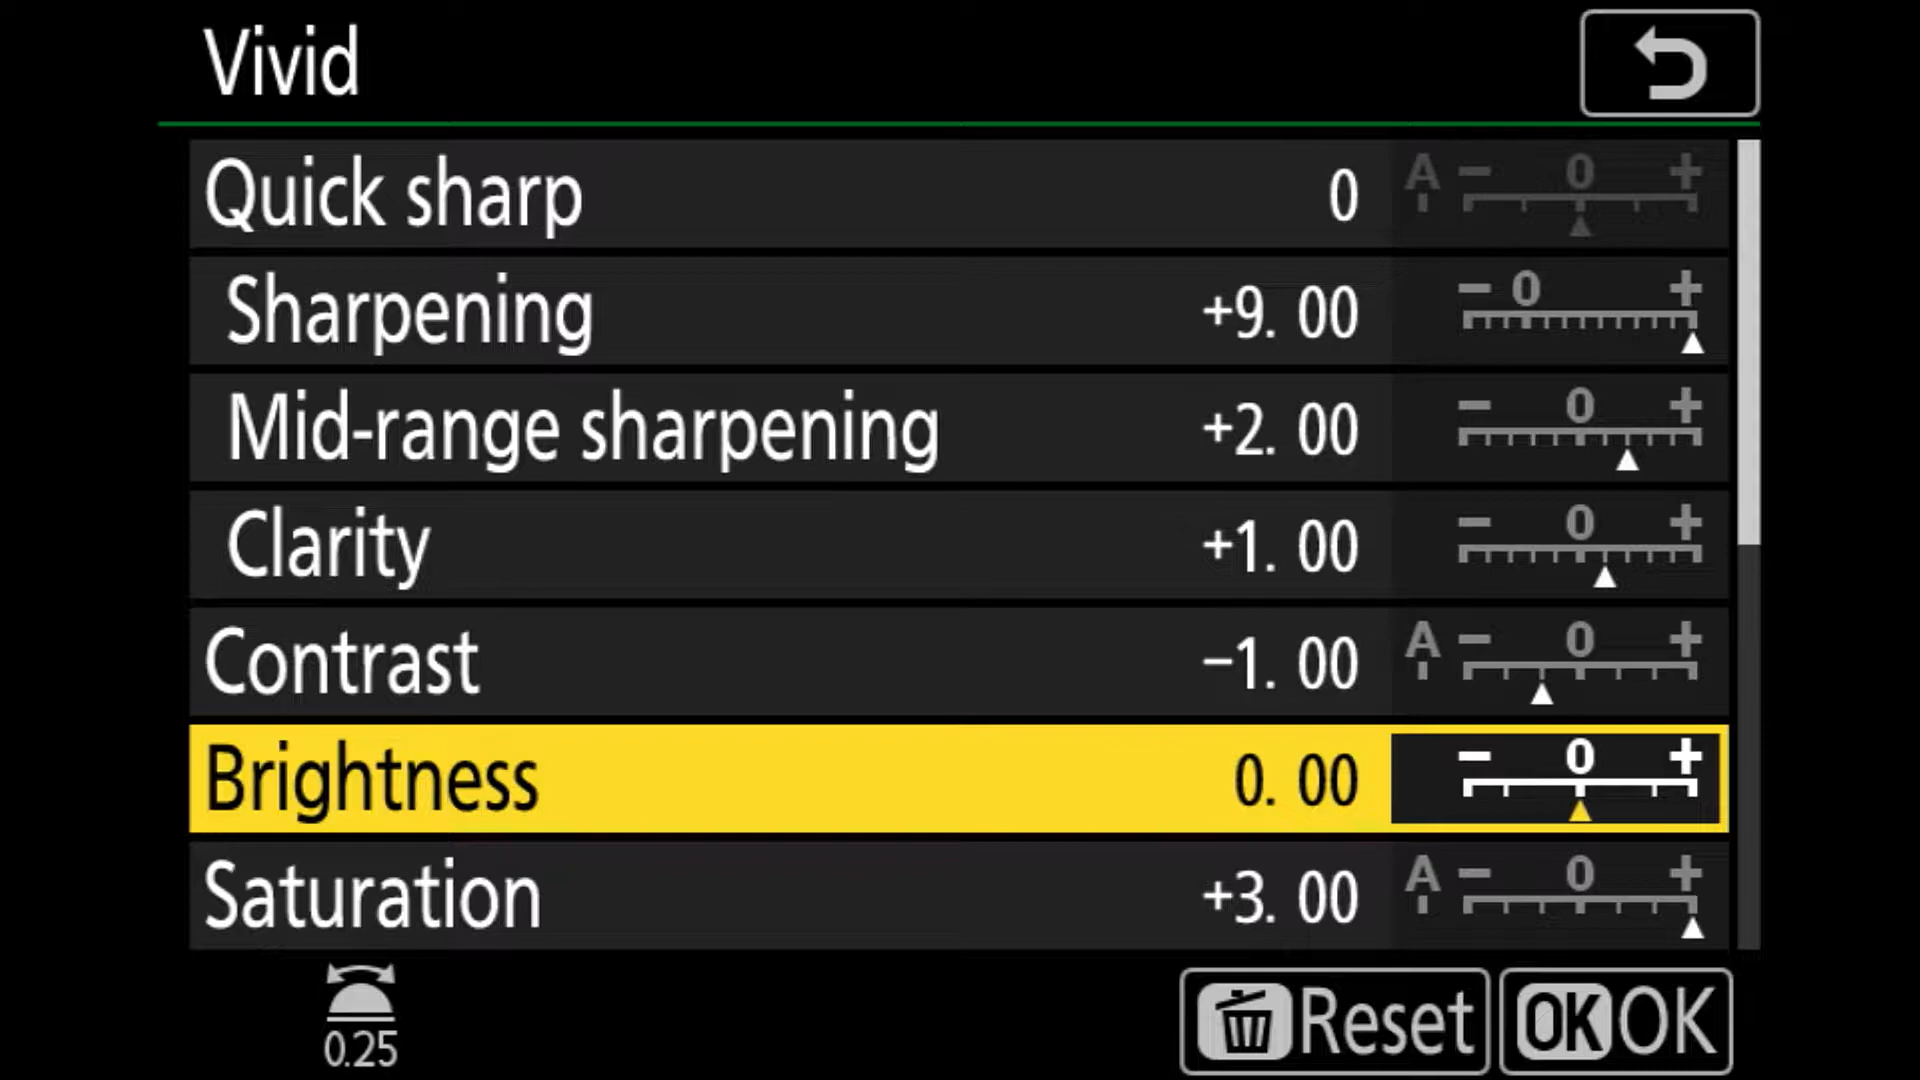 Vivid
Quick sharp 0 A − 0 +
Sharpening +9. 00 − 0 +
Mid-range sharpening +2. 00 − 0 +
Clarity +1. 00 − 0 +
Contrast −1. 00 A − 0 +
Brightness 0. 00 − 0 +
Saturation +3. 00 A − 0 +
0.25 Reset OK OK